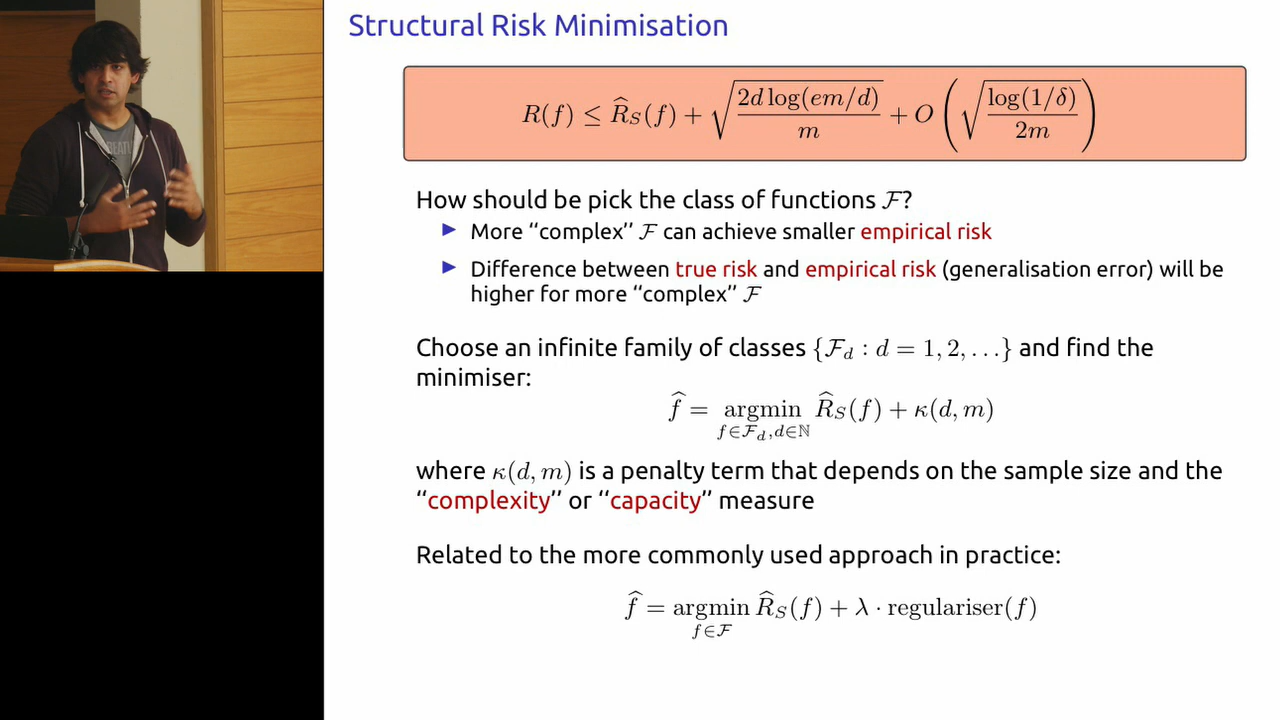 Structural Risk Minimisation
R(f) ≤ R̂_S(f) + √(2d log(em/d) / m) + O(√(log(1/δ) / 2m))
How should be pick the class of functions ℱ?
▶ More “complex” ℱ can achieve smaller empirical risk
▶ Difference between true risk and empirical risk (generalisation error) will be
higher for more “complex” ℱ
Choose an infinite family of classes {ℱ_d : d = 1, 2, . . .} and find the
minimiser:
f̂ = argmin_{f∈ℱ_d, d∈ℕ} R̂_S(f) + κ(d, m)
where κ(d, m) is a penalty term that depends on the sample size and the
“complexity” or “capacity” measure
Related to the more commonly used approach in practice:
f̂ = argmin_{f∈ℱ} R̂_S(f) + λ · regulariser(f)